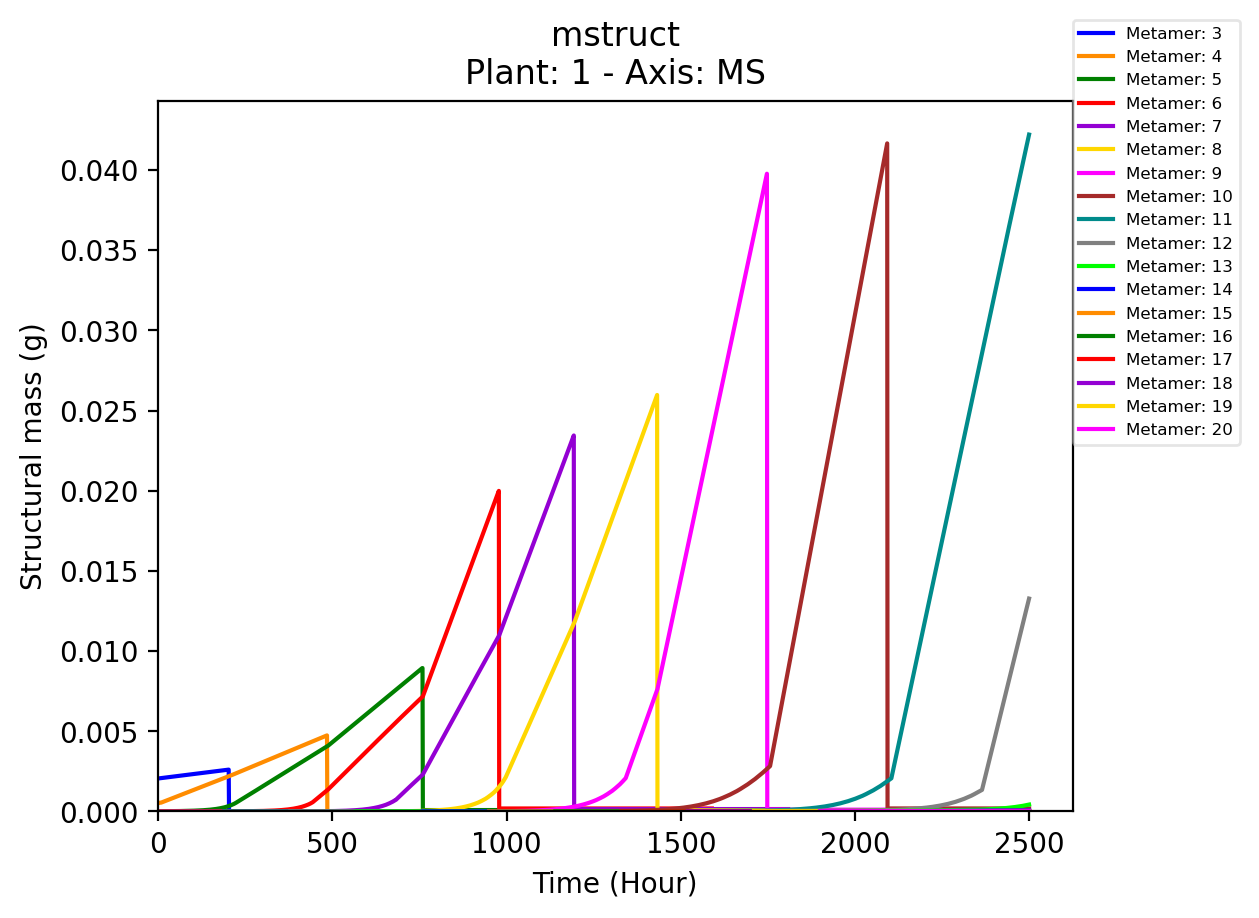 mstruct
Plant: 1 - Axis: MS
Metamer: 3
Metamer: 4
Metamer: 5
Metamer: 6
Metamer: 7
Metamer: 8
Metamer: 9
Metamer: 10
Metamer: 11
Metamer: 12
Metamer: 13
Metamer: 14
Metamer: 15
Metamer: 16
Metamer: 17
Metamer: 18
Metamer: 19
Metamer: 20
Structural mass (g)
0.040
0.035
0.030
0.025
0.020
0.015
0.010
0.005
0.000
0 500 1000 1500 2000 2500
Time (Hour)